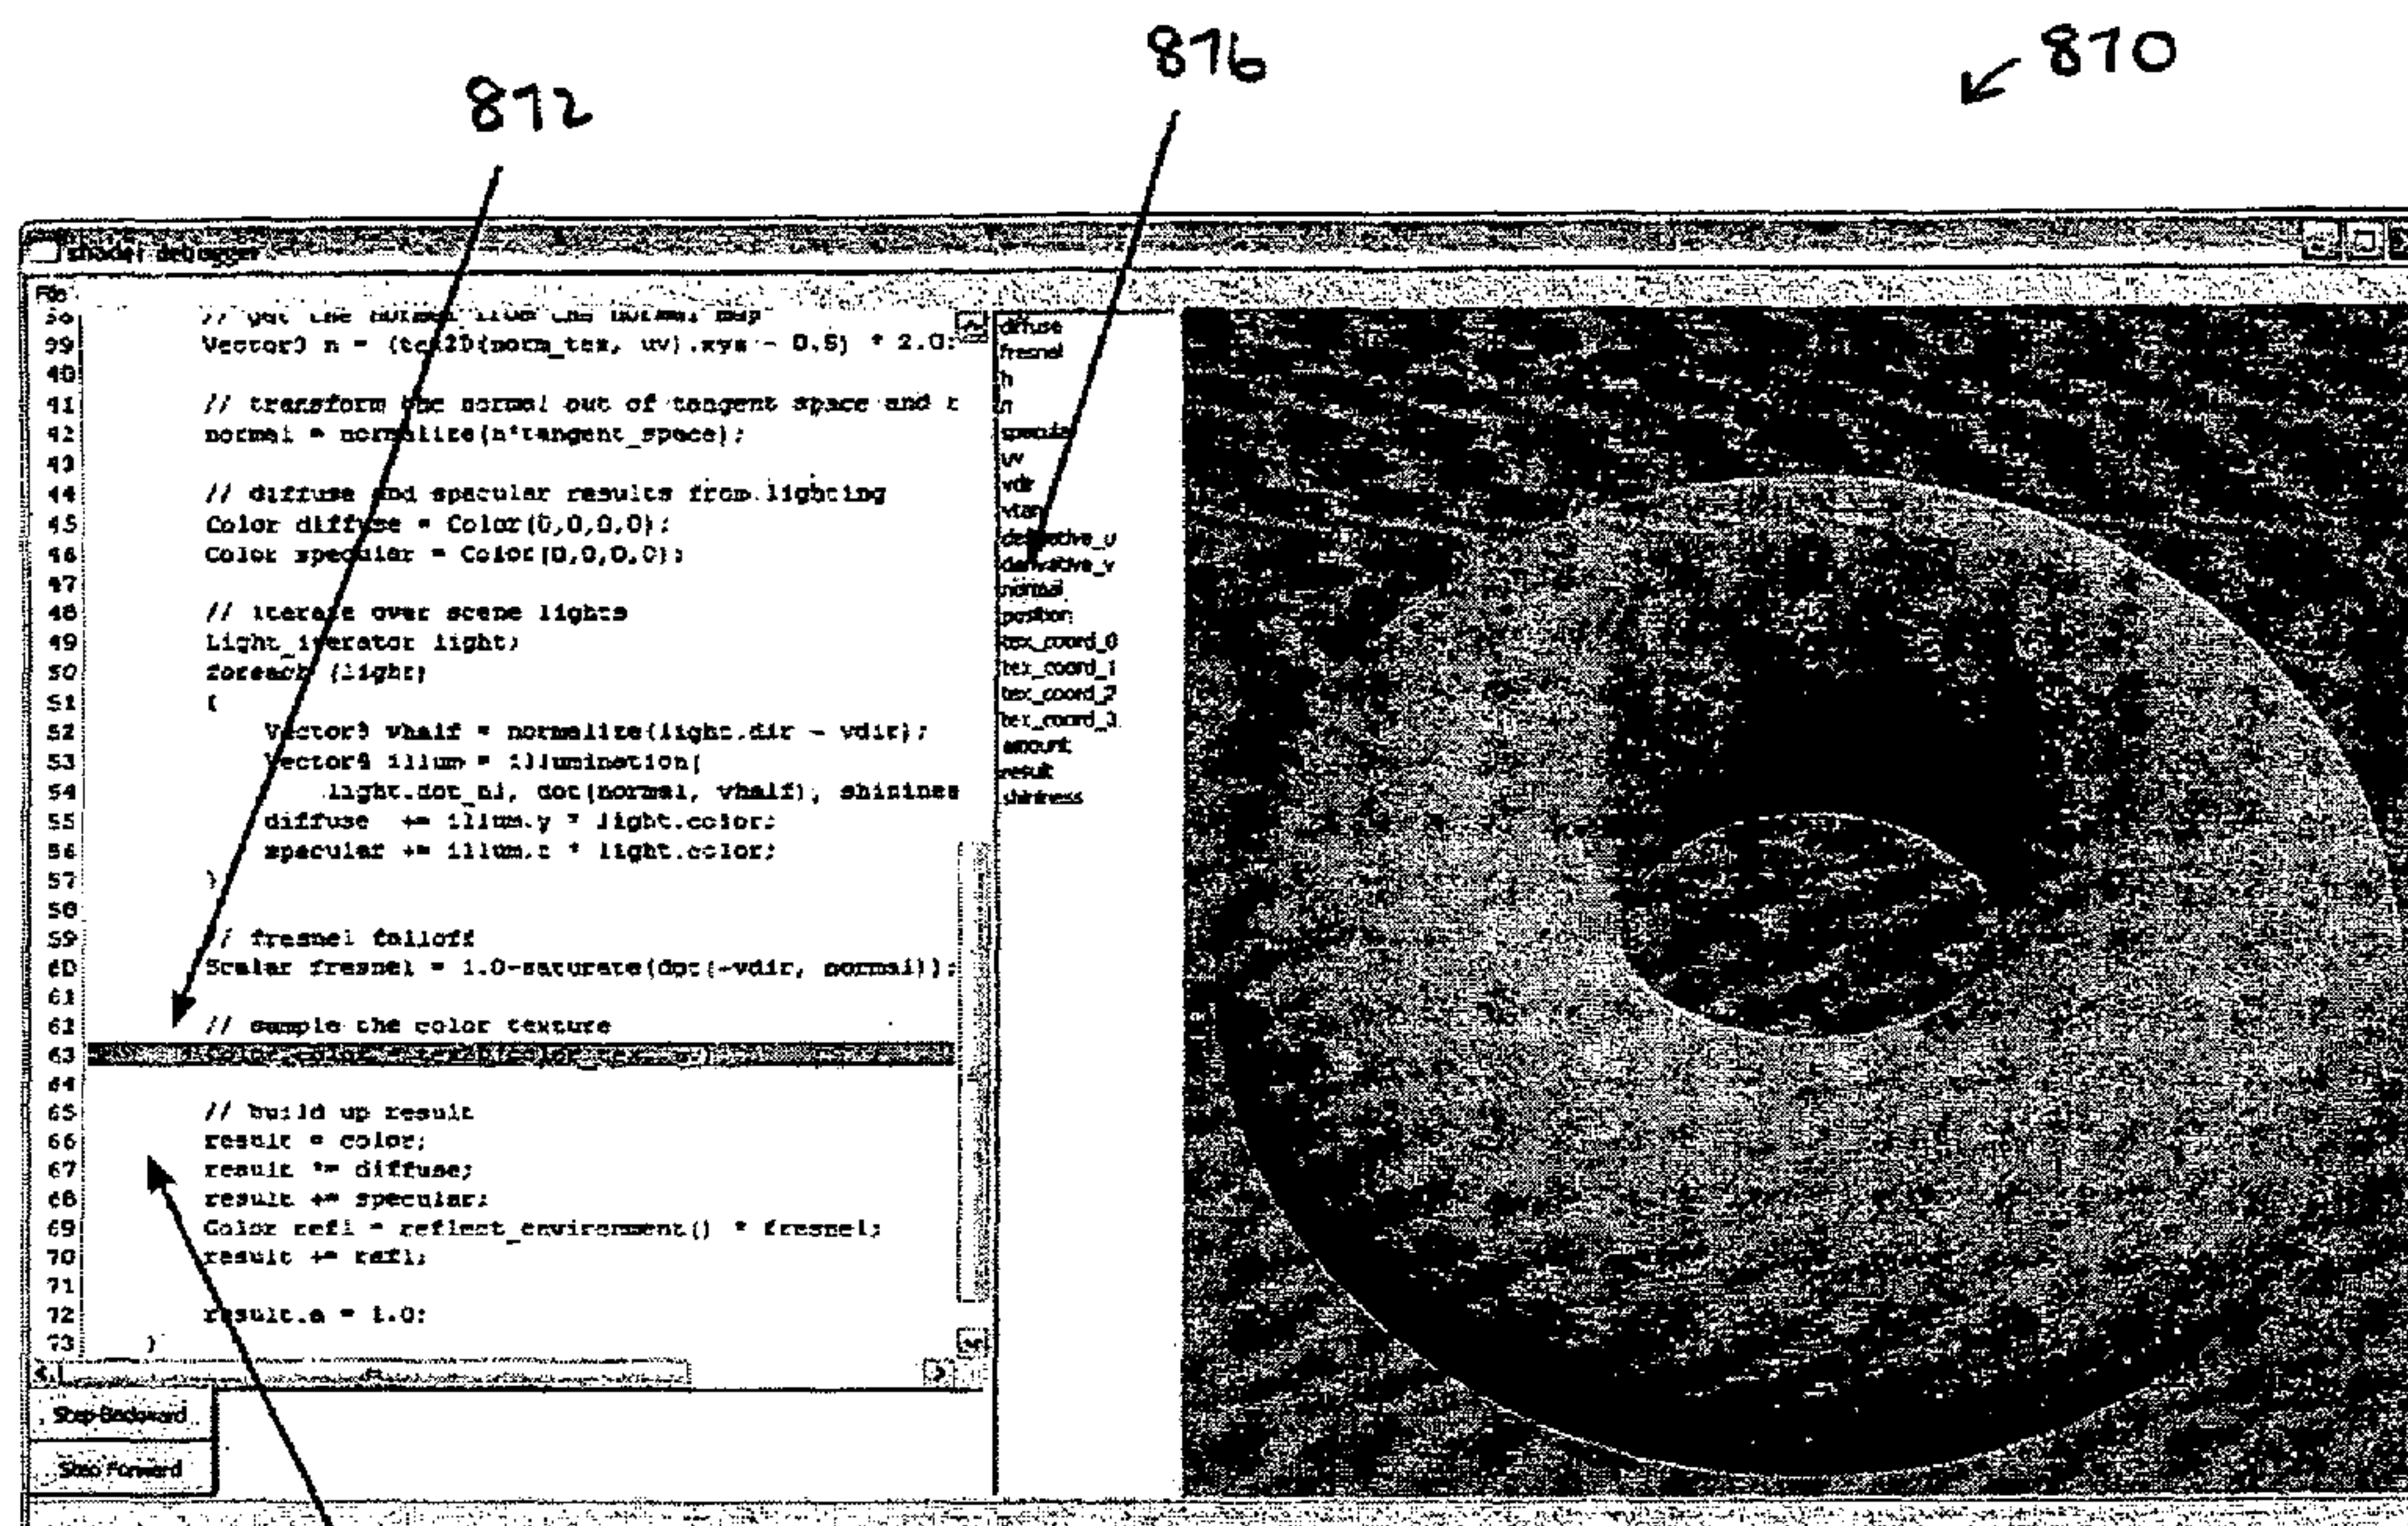 876
810
872
shader debugger
File
38 // get the normal from the normal map
39 Vector3 n = (tex2D(norm_tex, uv).xyz - 0.5) * 2.0;
40
41 // transform the normal out of tangent space and
42 normal = normalize(n*tangent_space);
43
44 // diffuse and specular results from lighting
45 Color diffuse = Color(0,0,0,0);
46 Color specular = Color(0,0,0,0);
47
48 // iterate over scene lights
49 Light_iterator light;
50 foreach (light)
51 {
52 Vector3 vhalf = normalize(light.dir - vdir);
53 Vector4 illum = illumination(
54 light.dot_nl, dot(normal, vhalf), shinines
55 diffuse += illum.y * light.color;
56 specular += illum.z * light.color;
57 }
58
59 // fresnel falloff
60 Scalar fresnel = 1.0-saturate(dot(-vdir, normal));
61
62 // sample the color texture
63
64
65 // build up result
66 result = color;
67 result *= diffuse;
68 result += specular;
69 Color refl = reflect_environment() * fresnel;
70 result += refl;
71
72 result.a = 1.0;
73 }
Step Backward
Step Forward
diffuse
fresnel
h
n
specular
uv
vdir
vtan
derivative_u
derivative_v
normal
position
tex_coord_0
tex_coord_1
tex_coord_2
tex_coord_3
amount
result
shininess